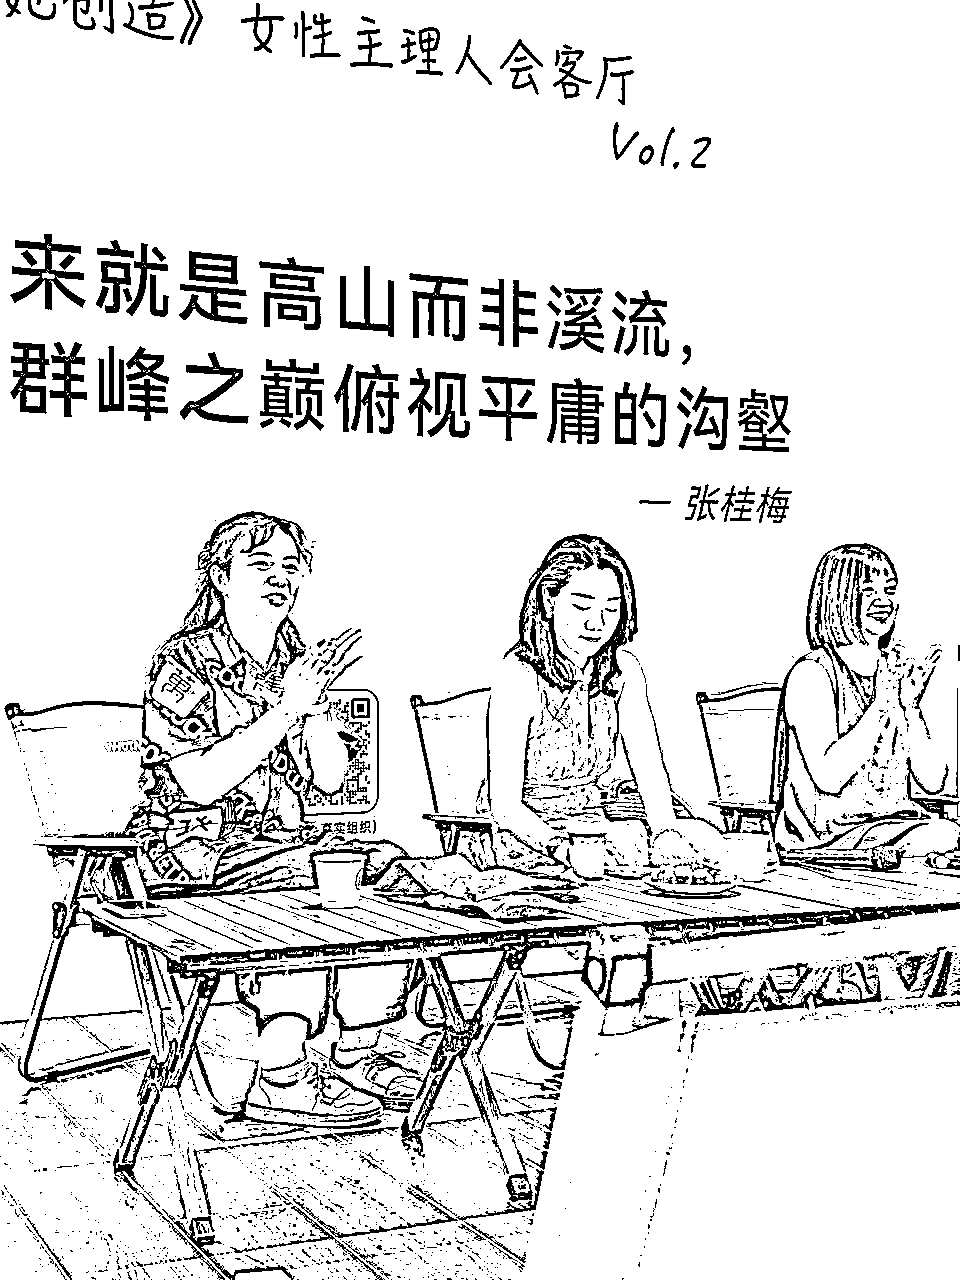 她创造》女性主理人会客厅
Vol.2
来就是高山而非溪流,
群峰之巅俯视平庸的沟壑
— 张桂梅
实组织)